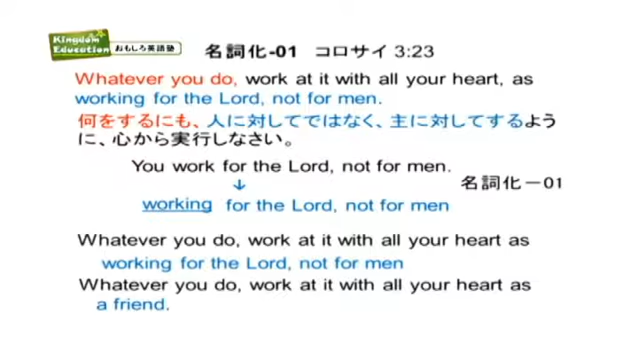 Kingdom
Education おもしろ英語塾
名詞化-01 コロサイ 3:23
Whatever you do, work at it with all your heart, as
working for the Lord, not for men.
何をするにも、人に対してではなく、主に対してするよう
に、心から実行しなさい。
You work for the Lord, not for men.
↓
名詞化－01
working for the Lord, not for men
Whatever you do, work at it with all your heart as
working for the Lord, not for men
Whatever you do, work at it with all your heart as
a friend.